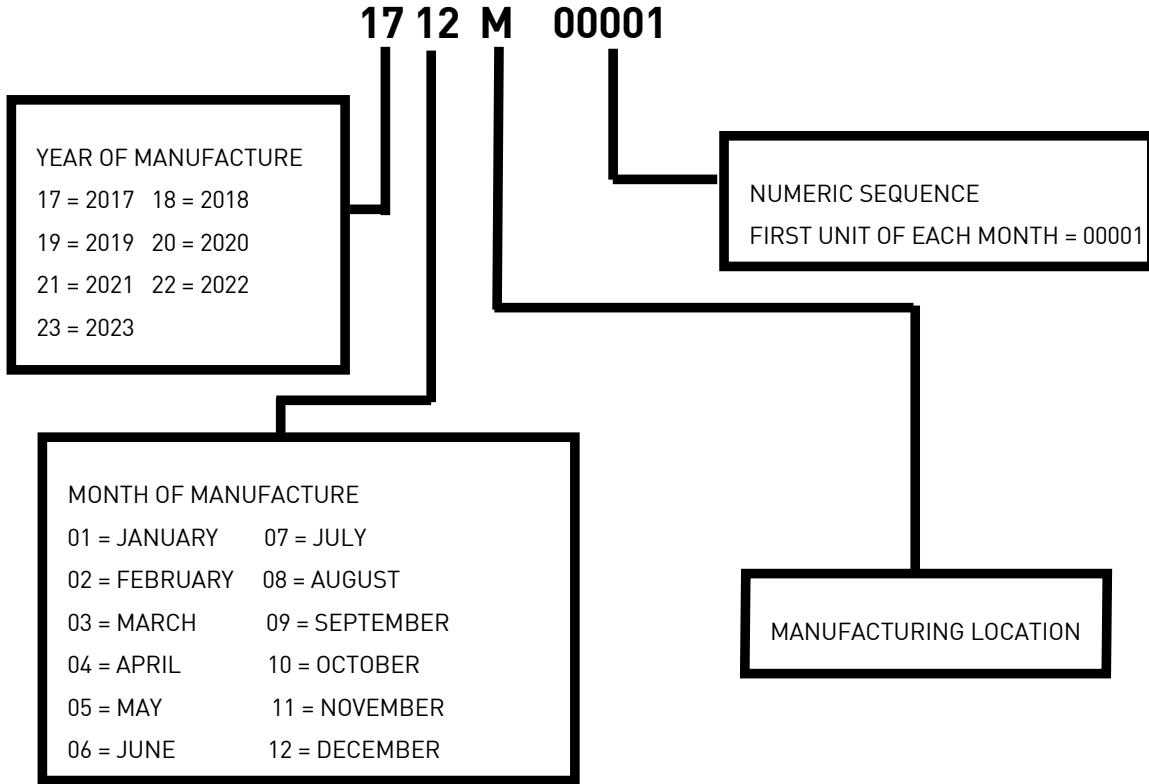 17 12 M 00001
YEAR OF MANUFACTURE
17 = 2017 18 = 2018
19 = 2019 20 = 2020
21 = 2021 22 = 2022
23 = 2023
NUMERIC SEQUENCE
FIRST UNIT OF EACH MONTH = 00001
MONTH OF MANUFACTURE
01 = JANUARY 07 = JULY
02 = FEBRUARY 08 = AUGUST
03 = MARCH 09 = SEPTEMBER
04 = APRIL 10 = OCTOBER
05 = MAY 11 = NOVEMBER
06 = JUNE 12 = DECEMBER
MANUFACTURING LOCATION